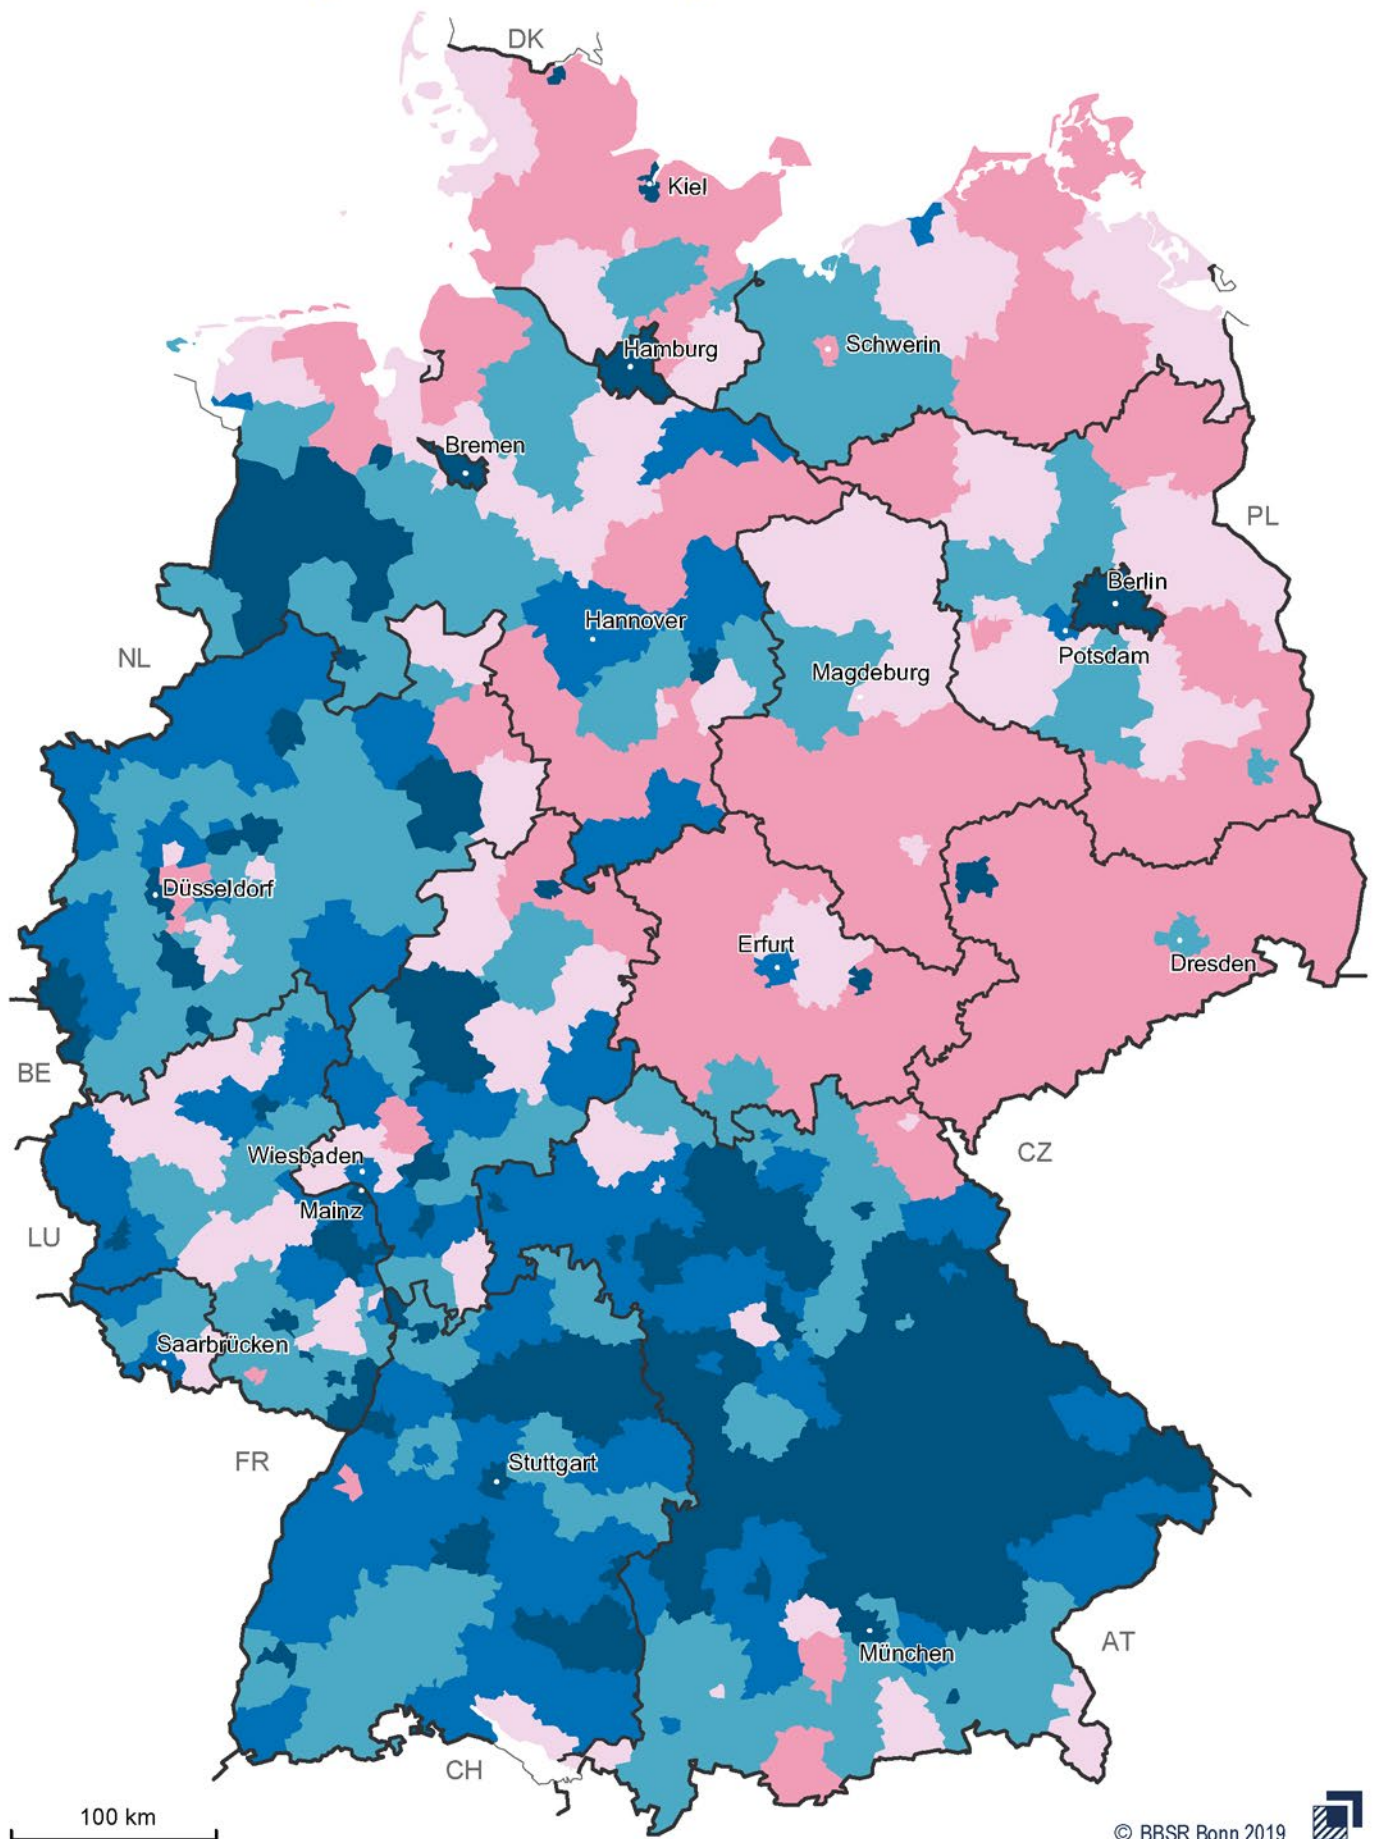 DK
Kiel
Hamburg
Schwerin
Bremen
PL
Berlin
Hannover
NL
Potsdam
Magdeburg
Düsseldorf
Erfurt
Dresden
BE
Wiesbaden
CZ
Mainz
LU
Saarbrücken
FR
Stuttgart
AT
München
CH
100 km
© BBSR Bonn 2019